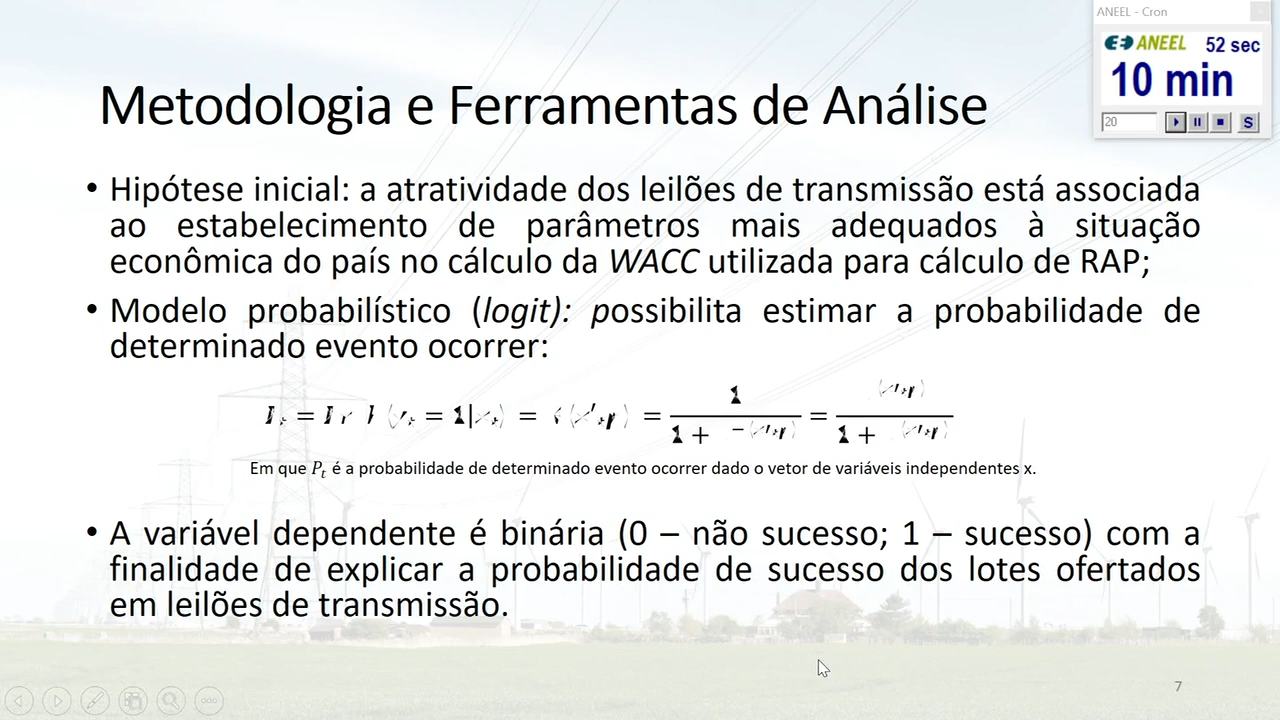 ANEEL - Cron
ANEEL 52 sec
10 min
20
S
Metodologia e Ferramentas de Análise
• Hipótese inicial: a atratividade dos leilões de transmissão está associada
ao estabelecimento de parâmetros mais adequados à situação
econômica do país no cálculo da WACC utilizada para cálculo de RAP;
• Modelo probabilístico (logit): possibilita estimar a probabilidade de
determinado evento ocorrer:
Em que P_t é a probabilidade de determinado evento ocorrer dado o vetor de variáveis independentes x.
• A variável dependente é binária (0 – não sucesso; 1 – sucesso) com a
finalidade de explicar a probabilidade de sucesso dos lotes ofertados
em leilões de transmissão.
7